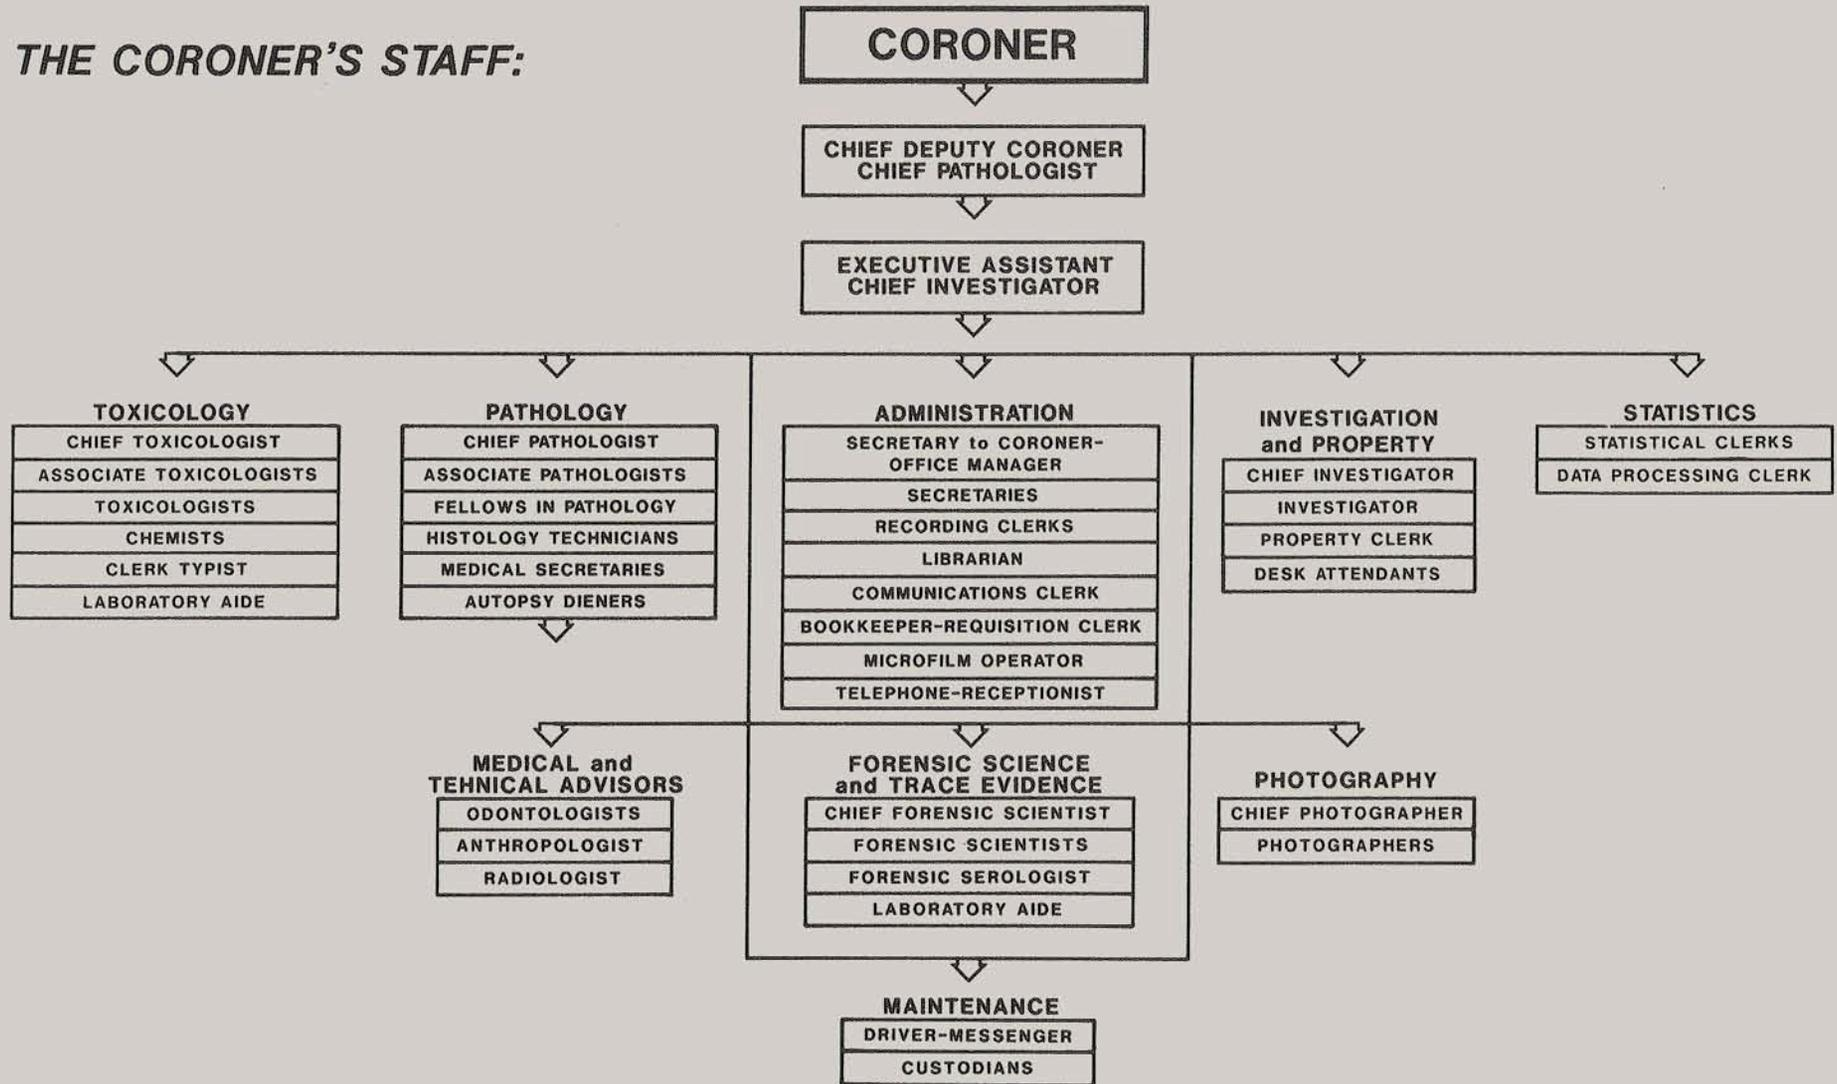 THE CORONER'S STAFF:
CORONER
CHIEF DEPUTY CORONER
CHIEF PATHOLOGIST
EXECUTIVE ASSISTANT
CHIEF INVESTIGATOR
TOXICOLOGY
CHIEF TOXICOLOGIST
ASSOCIATE TOXICOLOGISTS
TOXICOLOGISTS
CHEMISTS
CLERK TYPIST
LABORATORY AIDE
PATHOLOGY
CHIEF PATHOLOGIST
ASSOCIATE PATHOLOGISTS
FELLOWS IN PATHOLOGY
HISTOLOGY TECHNICIANS
MEDICAL SECRETARIES
AUTOPSY DIENERS
ADMINISTRATION
SECRETARY to CORONER-
OFFICE MANAGER
SECRETARIES
RECORDING CLERKS
LIBRARIAN
COMMUNICATIONS CLERK
BOOKKEEPER-REQUISITION CLERK
MICROFILM OPERATOR
TELEPHONE-RECEPTIONIST
INVESTIGATION
and PROPERTY
CHIEF INVESTIGATOR
INVESTIGATOR
PROPERTY CLERK
DESK ATTENDANTS
STATISTICS
STATISTICAL CLERKS
DATA PROCESSING CLERK
MEDICAL and
TEHNICAL ADVISORS
ODONTOLOGISTS
ANTHROPOLOGIST
RADIOLOGIST
FORENSIC SCIENCE
and TRACE EVIDENCE
CHIEF FORENSIC SCIENTIST
FORENSIC SCIENTISTS
FORENSIC SEROLOGIST
LABORATORY AIDE
PHOTOGRAPHY
CHIEF PHOTOGRAPHER
PHOTOGRAPHERS
MAINTENANCE
DRIVER-MESSENGER
CUSTODIANS